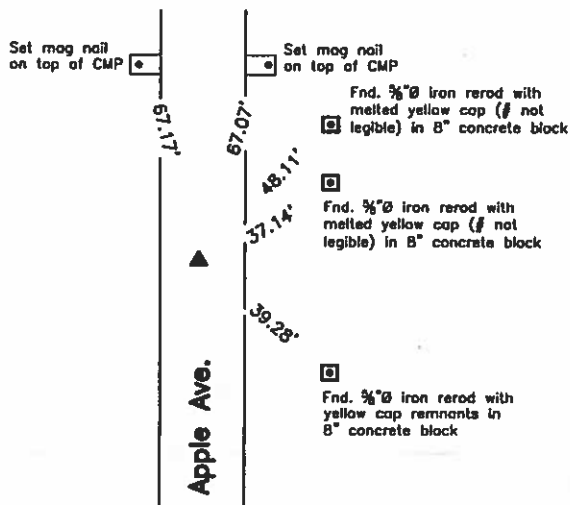 Set mag nail
on top of CMP
Set mag nail
on top of CMP
Fnd. ⅝"Ø iron rerod with
melted yellow cap (# not
legible) in 8" concrete block
67.17'
67.07'
48.11'
37.14'
Fnd. ⅝"Ø iron rerod with
melted yellow cap (# not
legible) in 8" concrete block
39.28'
Apple Ave.
Fnd. ⅝"Ø iron rerod with
yellow cap remnants in
8" concrete block